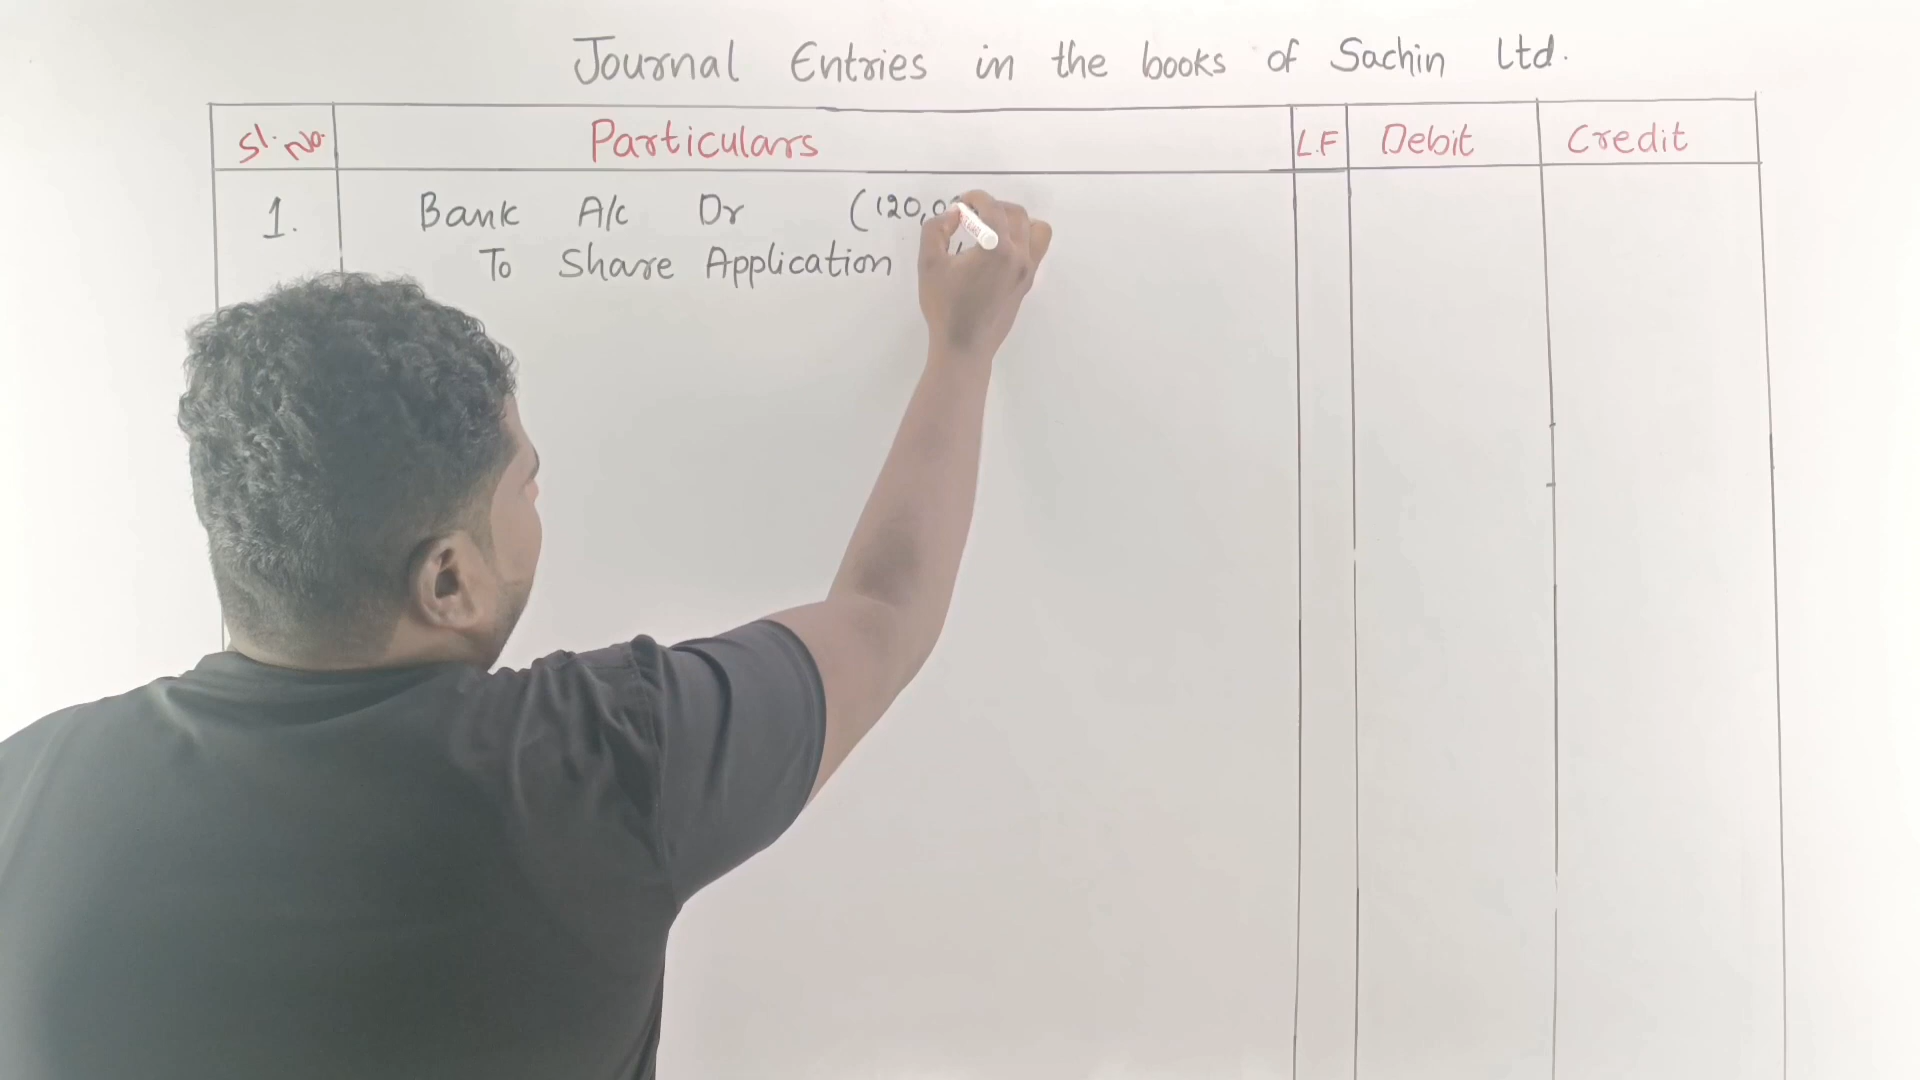 Journal Entries in the books of Sachin Ltd.
Sl. No. Particulars L.F Debit Credit
1. Bank A/c Dr (120,000
To Share Application